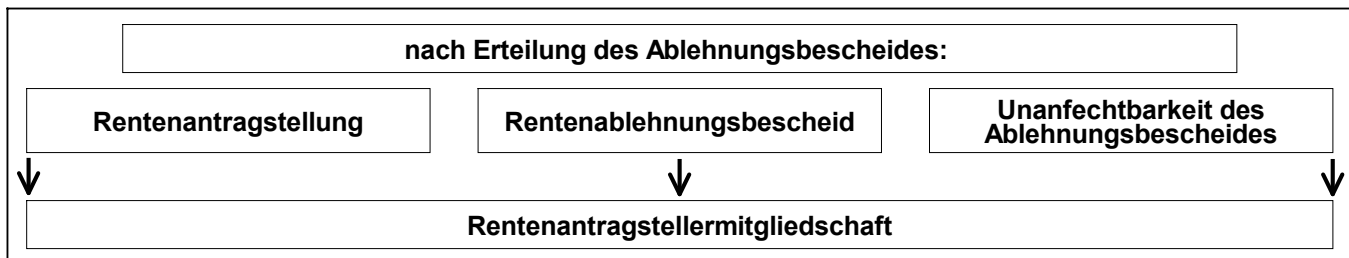 nach Erteilung des Ablehnungsbescheides:
Rentenantragstellung
Rentenablehnungsbescheid
Unanfechtbarkeit des
Ablehnungsbescheides
Rentenantragstellermitgliedschaft